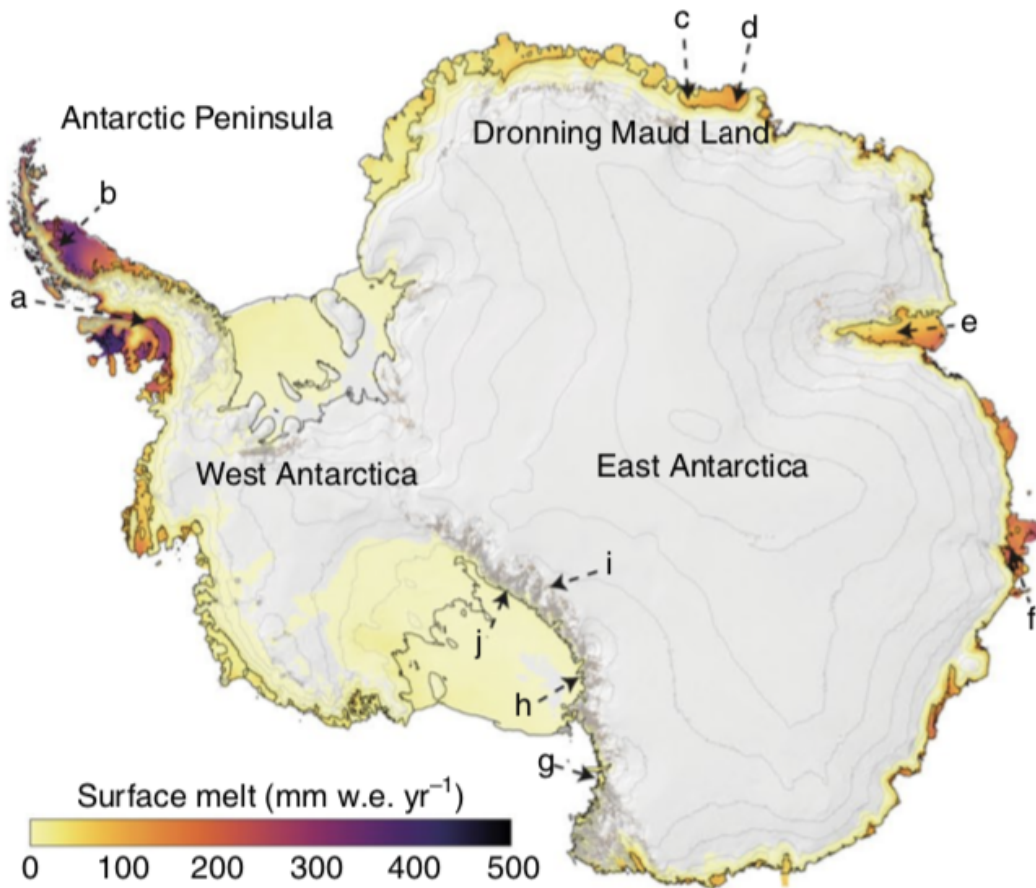 c
d
Antarctic Peninsula
Dronning Maud Land
b
a
e
West Antarctica
East Antarctica
i
j
f
h
g
Surface melt (mm w.e. yr⁻¹)
0 100 200 300 400 500